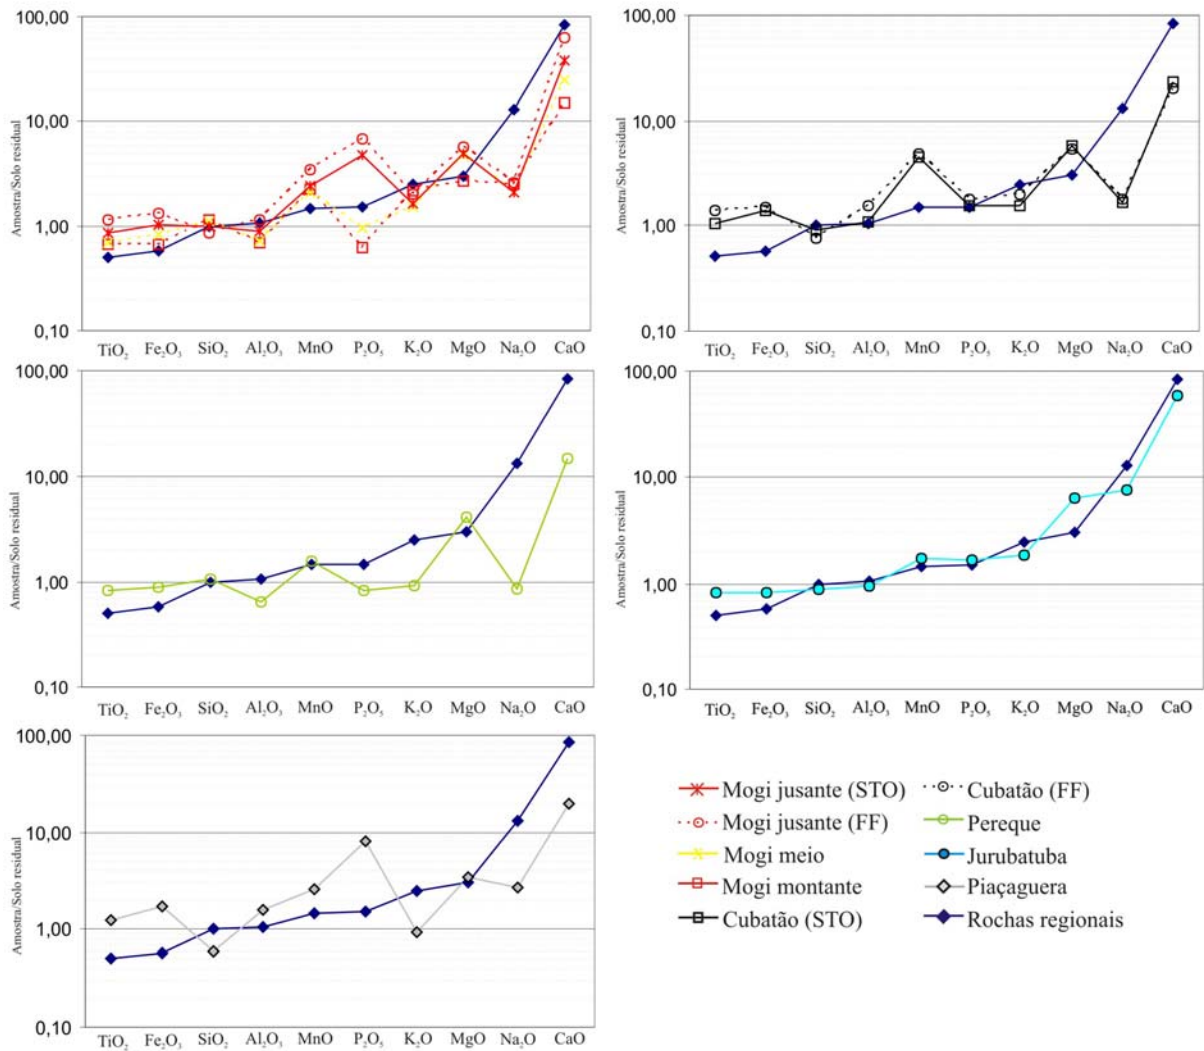 100,00
10,00
1,00
0,10
Amostra/Solo residual
TiO₂ Fe₂O₃ SiO₂ Al₂O₃ MnO P₂O₅ K₂O MgO Na₂O CaO
100,00
10,00
1,00
0,10
Amostra/Solo residual
TiO₂ Fe₂O₃ SiO₂ Al₂O₃ MnO P₂O₅ K₂O MgO Na₂O CaO
100,00
10,00
1,00
0,10
Amostra/Solo residual
TiO₂ Fe₂O₃ SiO₂ Al₂O₃ MnO P₂O₅ K₂O MgO Na₂O CaO
100,00
10,00
1,00
0,10
Amostra/Solo residual
TiO₂ Fe₂O₃ SiO₂ Al₂O₃ MnO P₂O₅ K₂O MgO Na₂O CaO
100,00
10,00
1,00
0,10
Amostra/Solo residual
TiO₂ Fe₂O₃ SiO₂ Al₂O₃ MnO P₂O₅ K₂O MgO Na₂O CaO
Mogi jusante (STO)
Mogi jusante (FF)
Mogi meio
Mogi montante
Cubatão (STO)
Cubatão (FF)
Pereque
Jurubatuba
Piaçaguera
Rochas regionais